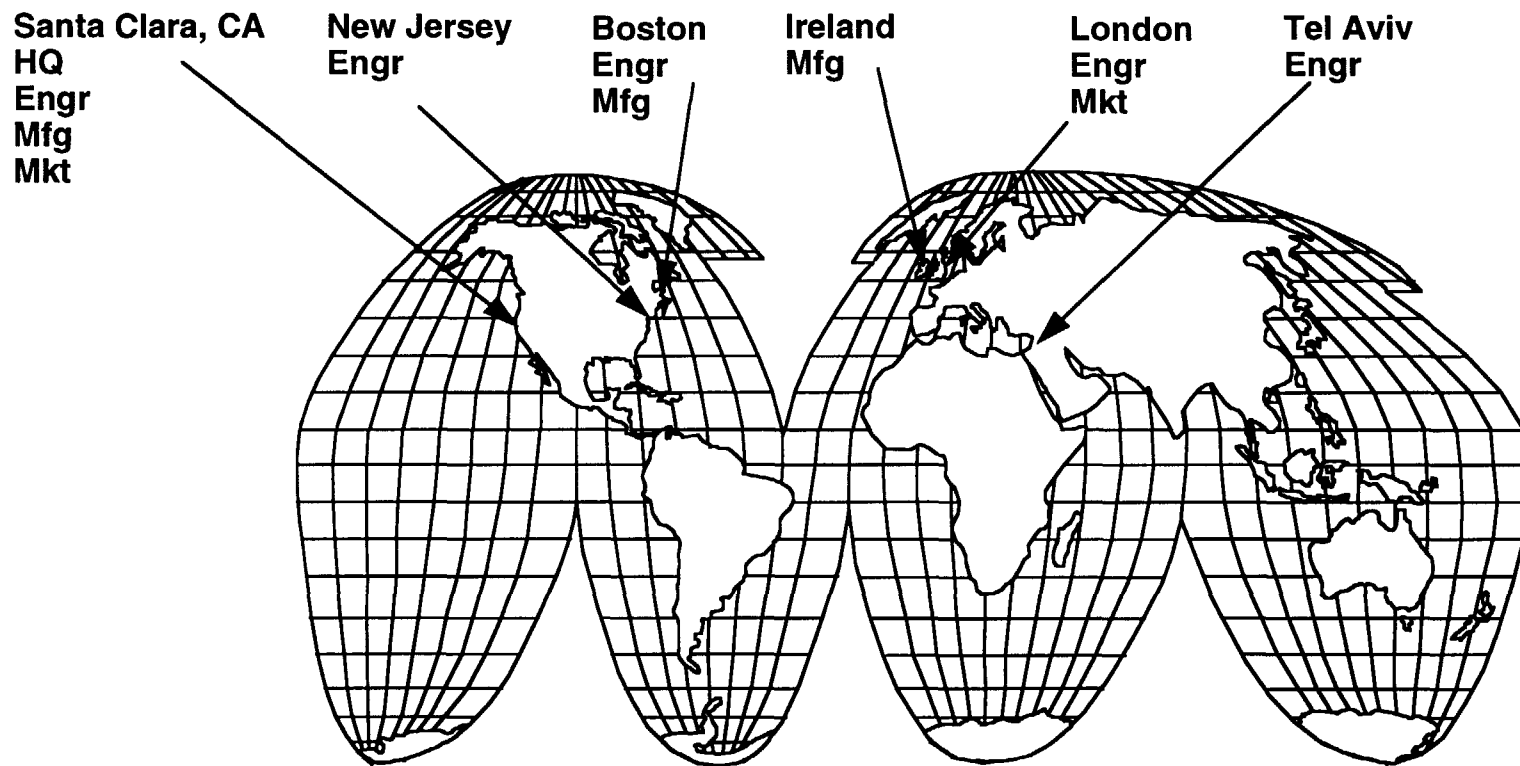 Santa Clara, CA
HQ
Engr
Mfg
Mkt
New Jersey
Engr
Boston
Engr
Mfg
Ireland
Mfg
London
Engr
Mkt
Tel Aviv
Engr